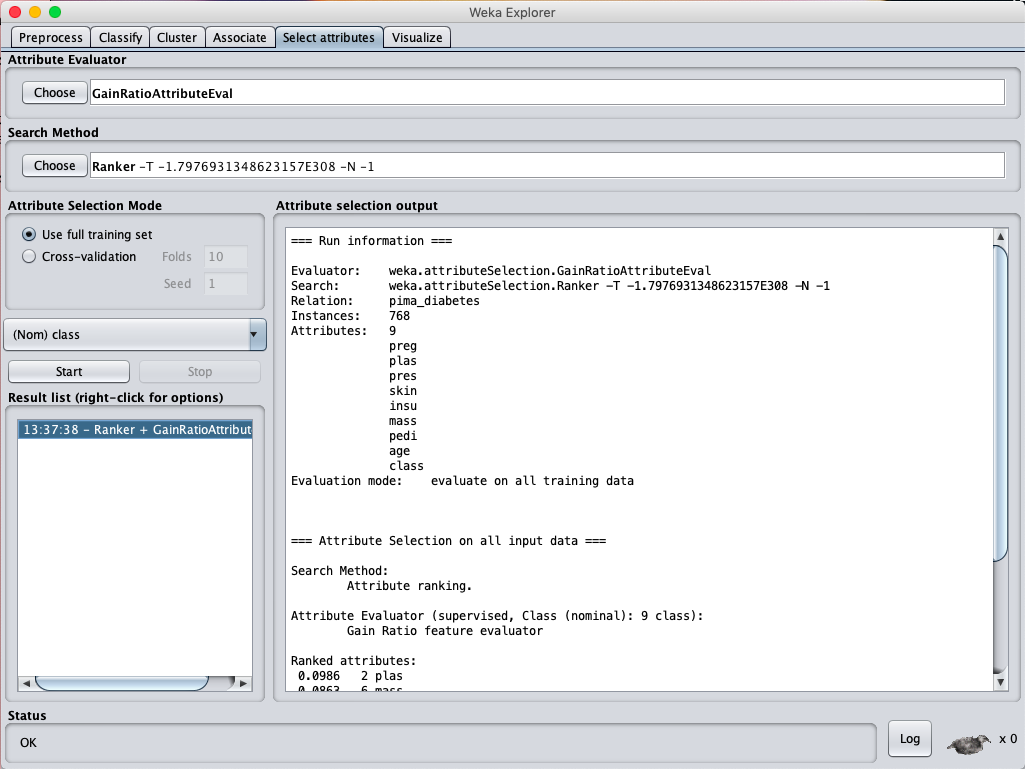 Weka Explorer
Preprocess Classify Cluster Associate Select attributes Visualize
Attribute Evaluator
Choose GainRatioAttributeEval
Search Method
Choose Ranker -T -1.7976931348623157E308 -N -1
Attribute Selection Mode
Use full training set
Cross-validation Folds 10
Seed 1
(Nom) class
Start Stop
Result list (right-click for options)
13:37:38 - Ranker + GainRatioAttribut
Attribute selection output
=== Run information ===
Evaluator: weka.attributeSelection.GainRatioAttributeEval
Search: weka.attributeSelection.Ranker -T -1.7976931348623157E308 -N -1
Relation: pima_diabetes
Instances: 768
Attributes: 9
preg
plas
pres
skin
insu
mass
pedi
age
class
Evaluation mode: evaluate on all training data
=== Attribute Selection on all input data ===
Search Method:
Attribute ranking.
Attribute Evaluator (supervised, Class (nominal): 9 class):
Gain Ratio feature evaluator
Ranked attributes:
0.0986 2 plas
0.0863 6 mass
Status
OK
Log x 0